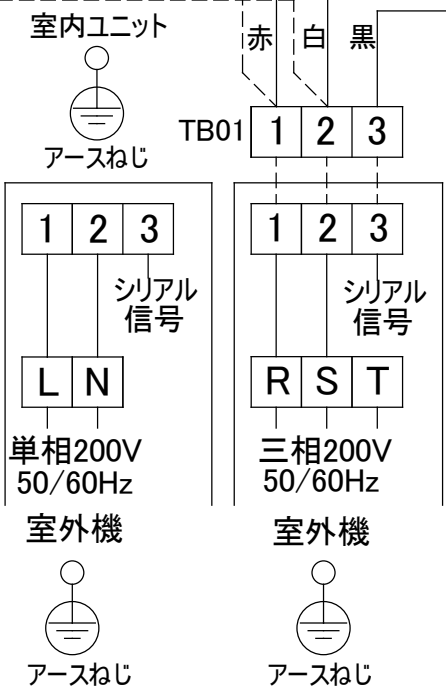 室内ユニット
アースねじ
赤 白 黒
TB01 1 2 3
1 2 3
シリアル
信号
L N
単相200V
50/60Hz
室外機
アースねじ
1 2 3
シリアル
信号
R S T
三相200V
50/60Hz
室外機
アースねじ